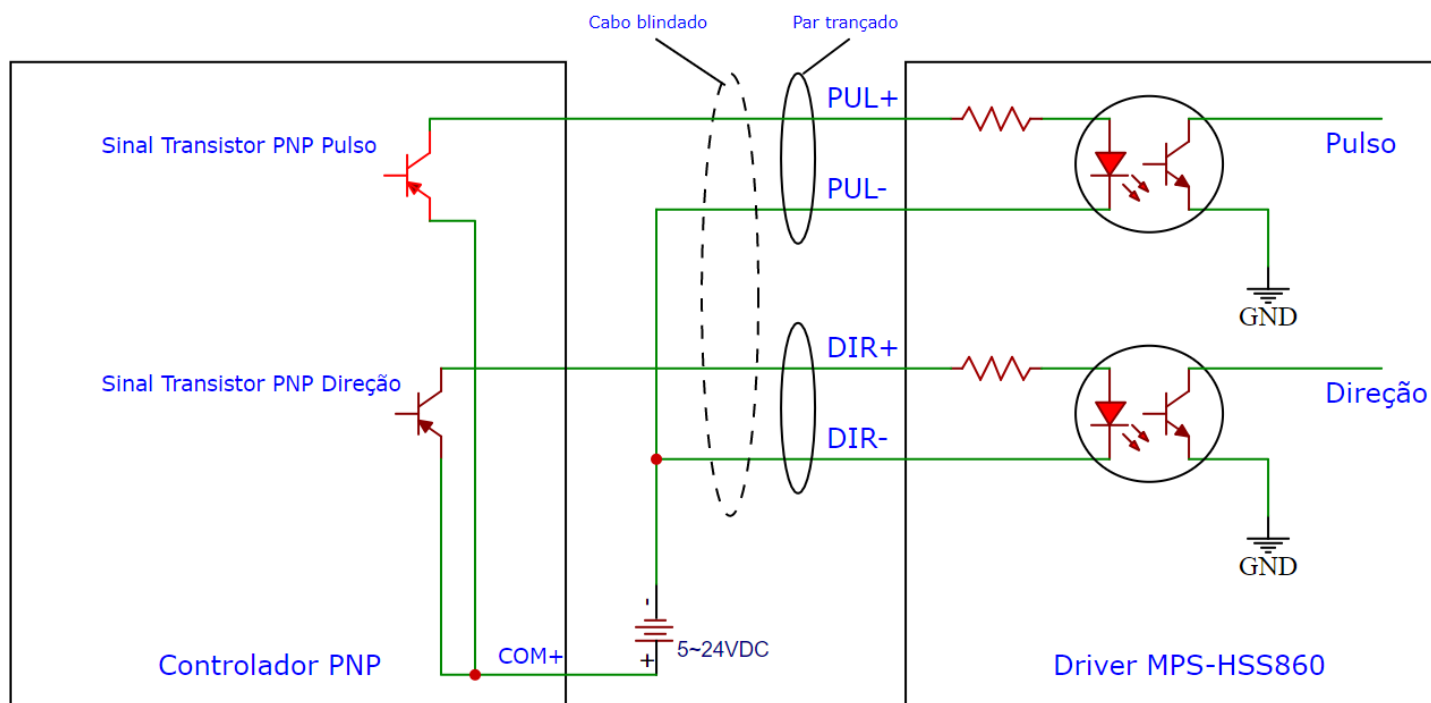 Cabo blindado
Par trançado
PUL+
Sinal Transistor PNP Pulso
Pulso
PUL-
GND
DIR+
Sinal Transistor PNP Direção
Direção
DIR-
GND
-
5~24VDC
+
COM+
Controlador PNP
Driver MPS-HSS860